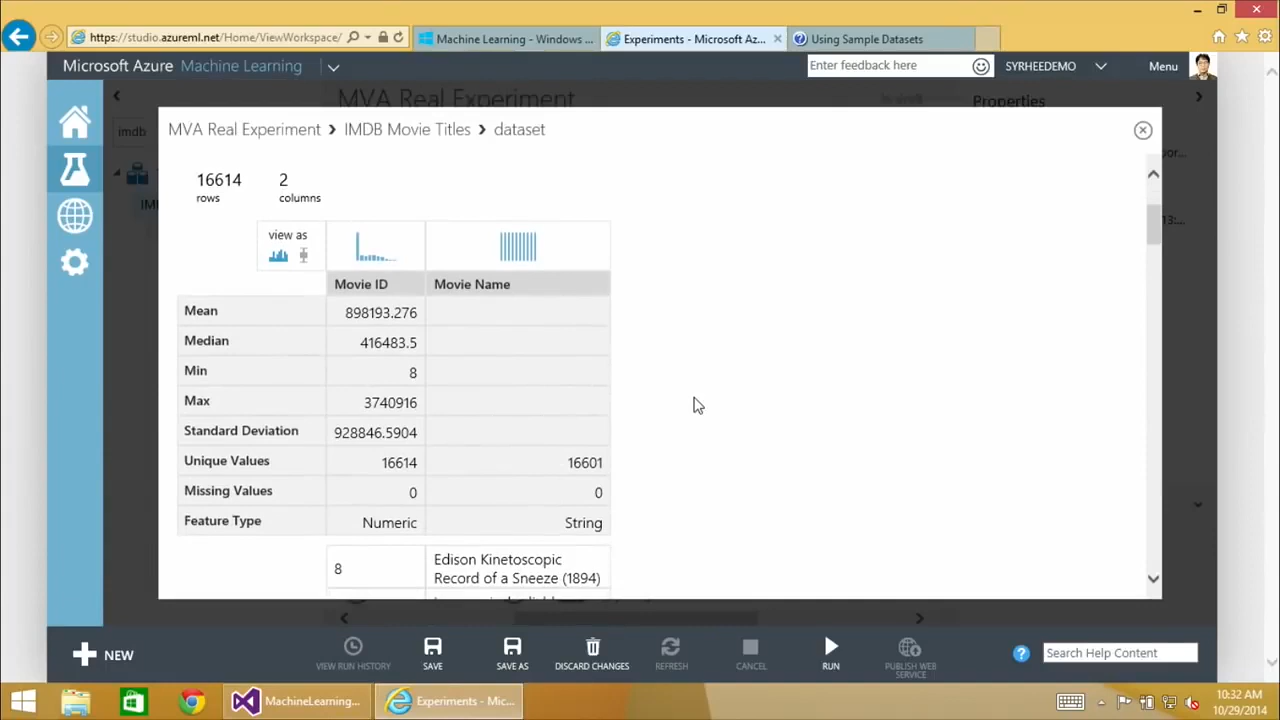 https://studio.azureml.net/Home/ViewWorkspace/
Machine Learning - Windows ...
Experiments - Microsoft Az...
Using Sample Datasets
Microsoft Azure Machine Learning
Enter feedback here
SYRHEEDEMO
Menu
MVA Real Experiment
Properties
imdb
MVA Real Experiment > IMDB Movie Titles > dataset
16614 2
rows columns
view as
Movie ID Movie Name
Mean 898193.276
Median 416483.5
Min 8
Max 3740916
Standard Deviation 928846.5904
Unique Values 16614 16601
Missing Values 0 0
Feature Type Numeric String
8 Edison Kinetoscopic
Record of a Sneeze (1894)
NEW
VIEW RUN HISTORY
SAVE
SAVE AS
DISCARD CHANGES
REFRESH
CANCEL
RUN
PUBLISH WEB
SERVICE
Search Help Content
MachineLearning...
Experiments - Mic...
10:32 AM
10/29/2014